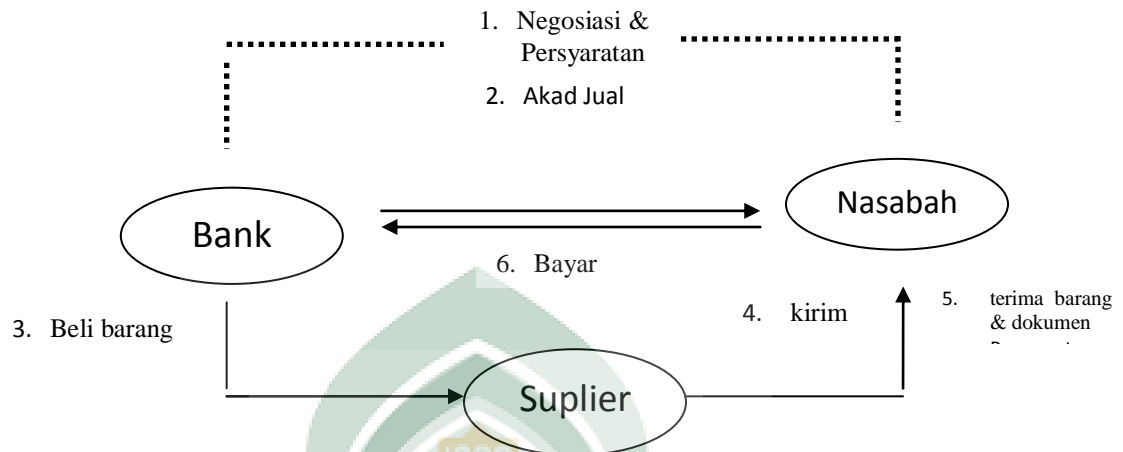 1. Negosiasi &
Persyaratan
2. Akad Jual
Bank
Nasabah
6. Bayar
3. Beli barang
4. kirim
5. terima barang
& dokumen
Suplier